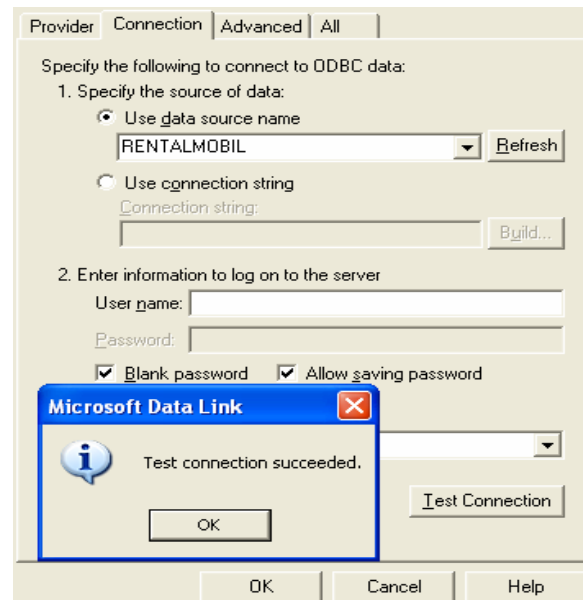 Provider Connection Advanced All
Specify the following to connect to ODBC data:
1. Specify the source of data:
Use data source name
RENTALMOBIL Refresh
Use connection string
Connection string:
Build...
2. Enter information to log on to the server
User name:
Password:
Blank password Allow saving password
Microsoft Data Link
Test connection succeeded.
OK
Test Connection
OK Cancel Help